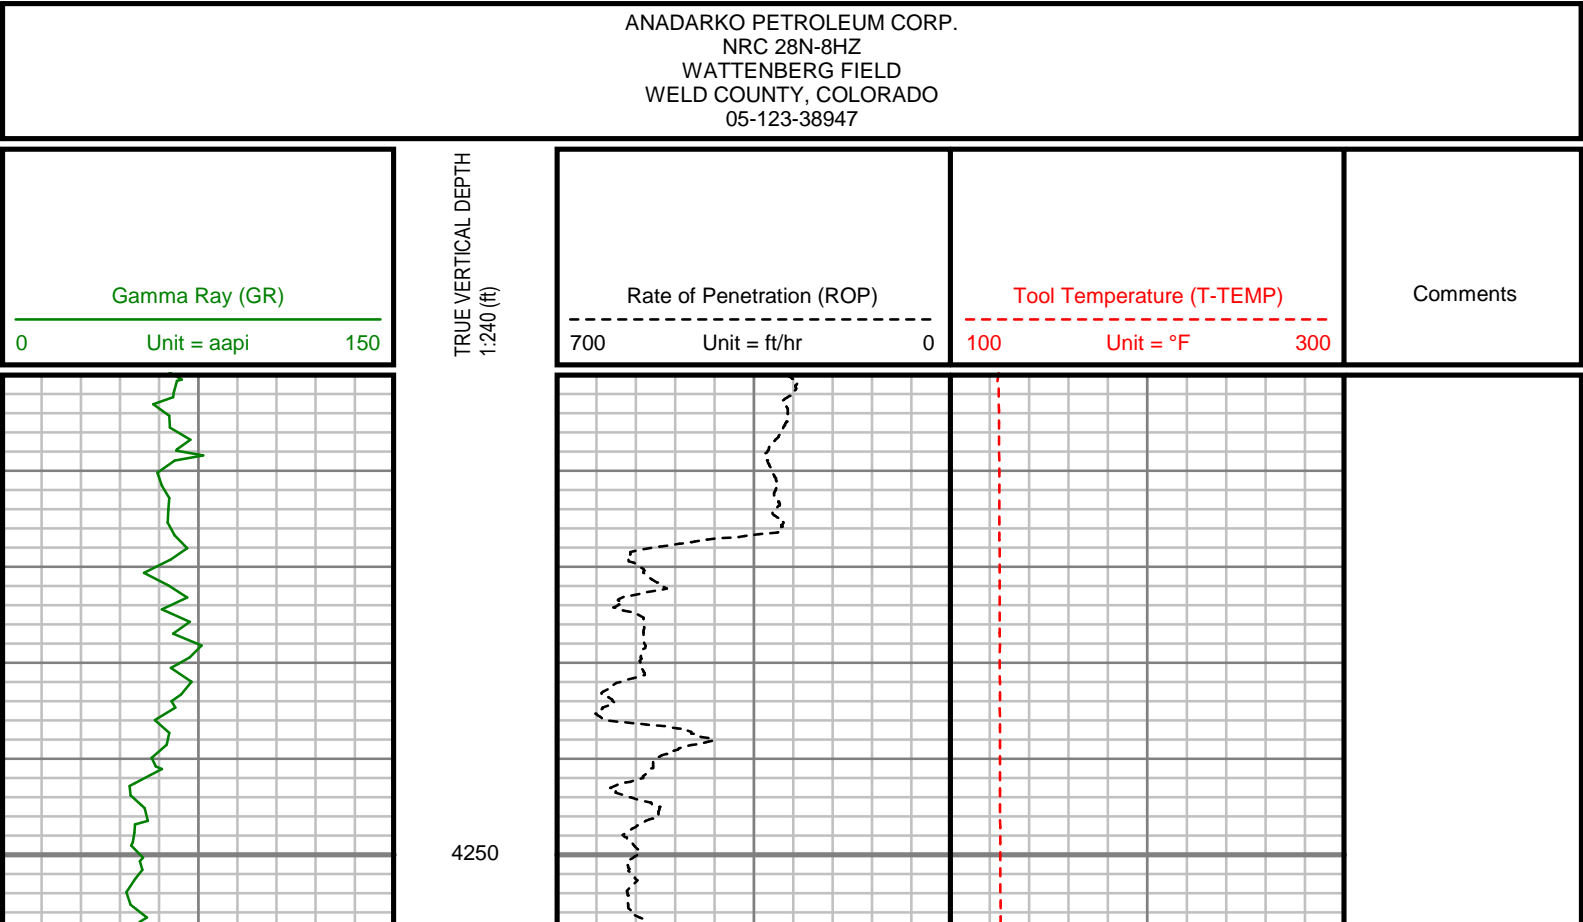 ANADARKO PETROLEUM CORP.
NRC 28N-8HZ
WATTENBERG FIELD
WELD COUNTY, COLORADO
05-123-38947
Gamma Ray (GR)
0 Unit = aapi 150
TRUE VERTICAL DEPTH
1:240 (ft)
Rate of Penetration (ROP)
700 Unit = ft/hr 0
Tool Temperature (T-TEMP)
100 Unit = °F 300
Comments
4250